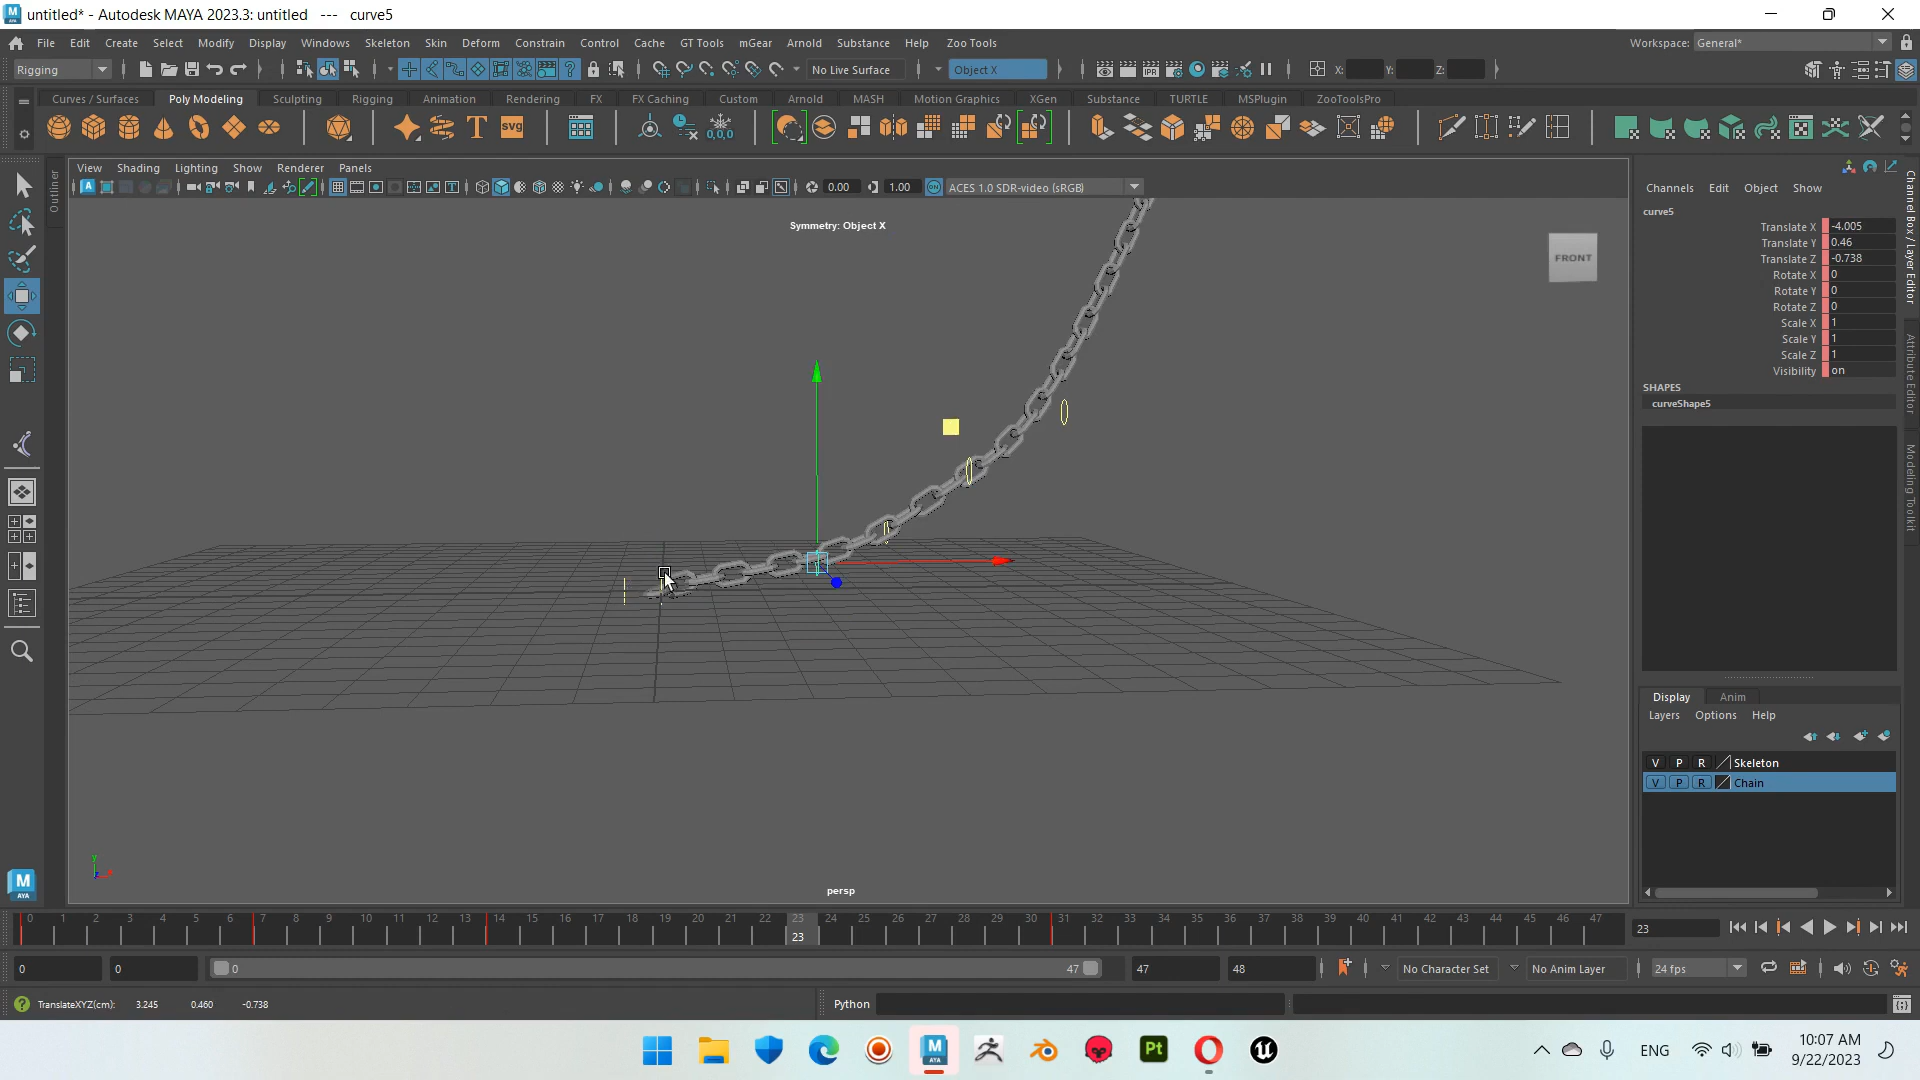 untitled* - Autodesk MAYA 2023.3: untitled --- curve5
File Edit Create Select Modify Display Windows Skeleton Skin Deform Constrain Control Cache GT Tools mGear Arnold Substance Help Zoo Tools
Workspace: General*
Rigging
No Live Surface
Object X
X: Y: Z:
Curves / Surfaces Poly Modeling Sculpting Rigging Animation Rendering FX FX Caching Custom Arnold MASH Motion Graphics XGen Substance TURTLE MSPlugin ZooToolsPro
View Shading Lighting Show Renderer Panels
0.00 1.00 ACES 1.0 SDR-video (sRGB)
Outliner
Symmetry: Object X
FRONT
persp
Channels Edit Object Show
curve5
Translate X -4.005
Translate Y 0.46
Translate Z -0.738
Rotate X 0
Rotate Y 0
Rotate Z 0
Scale X 1
Scale Y 1
Scale Z 1
Visibility on
SHAPES
curveShape5
Channel Box / Layer Editor
Attribute Editor
Modeling Toolkit
Display Anim
Layers Options Help
V P R Skeleton
V P R Chain
0 1 2 3 4 5 6 7 8 9 10 11 12 13 14 15 16 17 18 19 20 21 22 23 24 25 26 27 28 29 30 31 32 33 34 35 36 37 38 39 40 41 42 43 44 45 46 47
23
23
0 0 0 47 47 48 No Character Set No Anim Layer 24 fps
TranslateXYZ(cm): 3.245 0.460 -0.738
Python
ENG
10:07 AM
9/22/2023